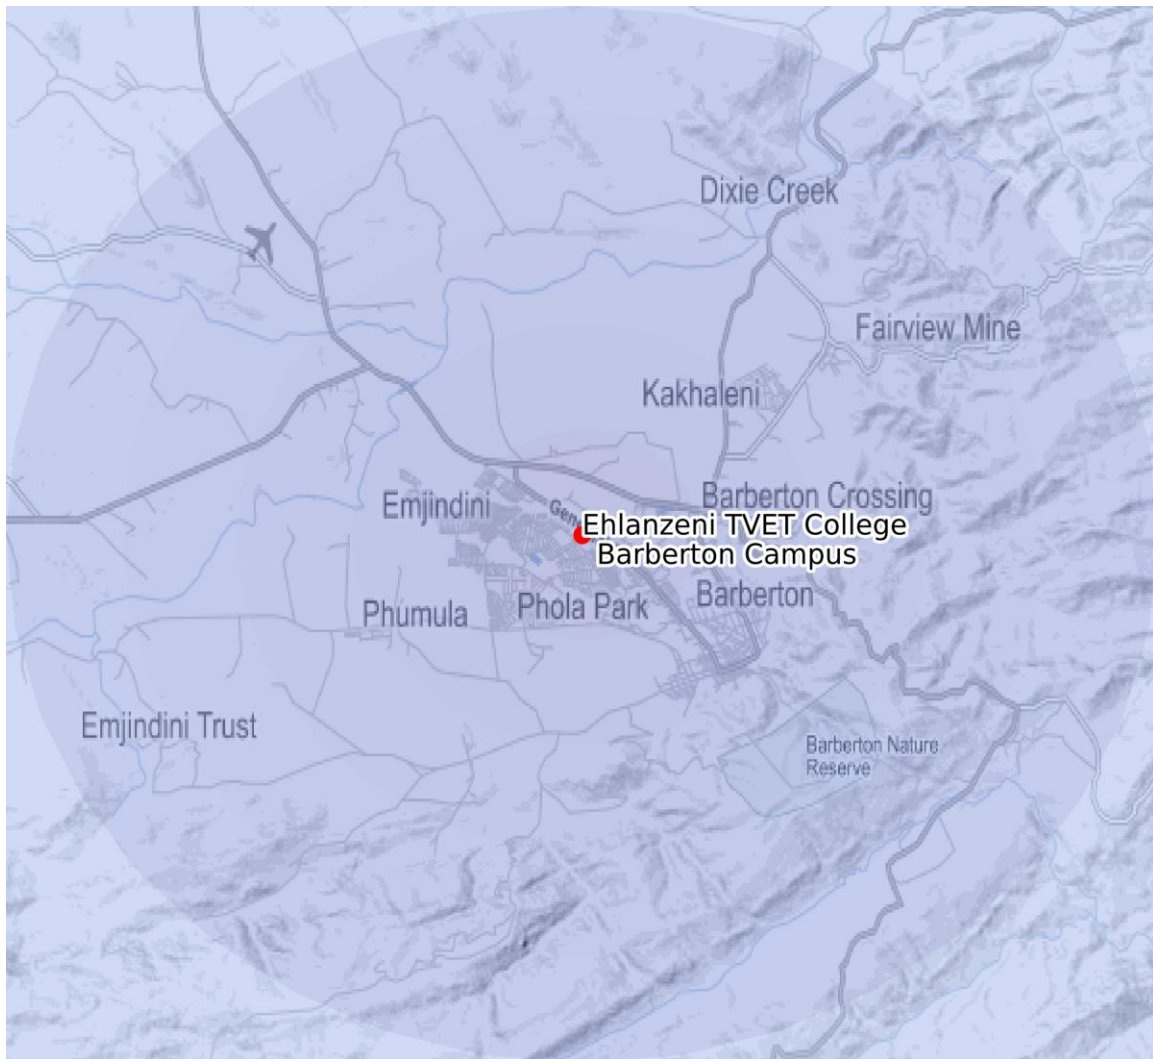 Dixie Creek
Fairview Mine
Kakhaleni
Emjindini
Barberton Crossing
Ehlanzeni TVET College
Barberton Campus
Phumula
Phola Park
Barberton
Emjindini Trust
Barberton Nature
Reserve